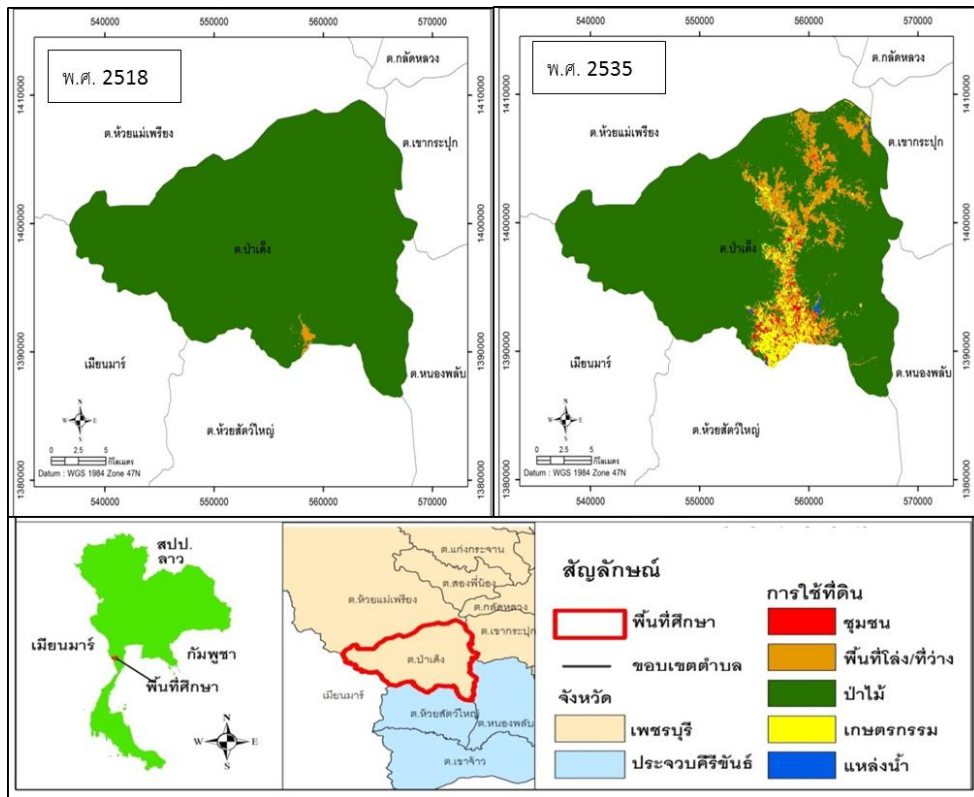 540000 550000 560000 570000
พ.ศ. 2518
ต.กลัดหลวง
ต.ห้วยแม่เพรียง
ต.เขากระปุก
ต.ป่าเด็ง
เมียนมาร์
ต.หนองพลับ
ต.ห้วยสัตว์ใหญ่
1410000
1400000
1390000
1380000
N
W E
S
0 2.5 5
กิโลเมตร
Datum : WGS 1984 Zone 47N
540000 550000 560000 570000
540000 550000 560000 570000
พ.ศ. 2535
ต.กลัดหลวง
ต.ห้วยแม่เพรียง
ต.เขากระปุก
ต.ป่าเด็ง
เมียนมาร์
ต.หนองพลับ
ต.ห้วยสัตว์ใหญ่
1410000
1400000
1390000
1380000
N
W E
S
0 2.5 5
กิโลเมตร
Datum : WGS 1984 Zone 47N
540000 550000 560000 570000
สปป.
ลาว
เมียนมาร์
กัมพูชา
พื้นที่ศึกษา
N
W E
S
ต.แก่งกระจาน
ต.สองพี่น้อง
ต.ห้วยแม่เพรียง
ต.กลัดหลวง
ต.เขากระปุก
ต.ป่าเด็ง
เมียนมาร์
ต.ห้วยสัตว์ใหญ่
ต.หนองพลับ
ต.เขาจ้าว
สัญลักษณ์
พื้นที่ศึกษา
ขอบเขตตำบล
จังหวัด
เพชรบุรี
ประจวบคีรีขันธ์
การใช้ที่ดิน
ชุมชน
พื้นที่โล่ง/ที่ว่าง
ป่าไม้
เกษตรกรรม
แหล่งน้ำ